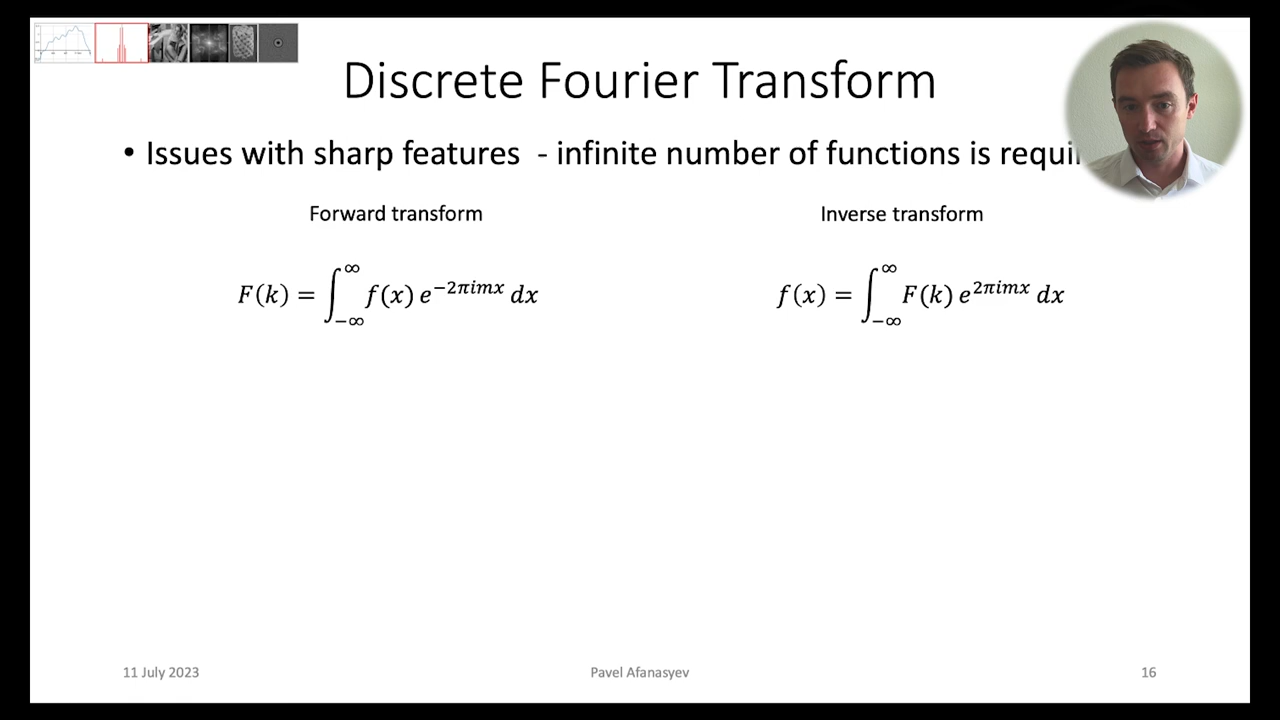 Discrete Fourier Transform
• Issues with sharp features - infinite number of functions is requi
Forward transform
Inverse transform
F(k) = ∫_{-∞}^{∞} f(x) e^{-2πimx} dx
f(x) = ∫_{-∞}^{∞} F(k) e^{2πimx} dx
11 July 2023
Pavel Afanasyev
16